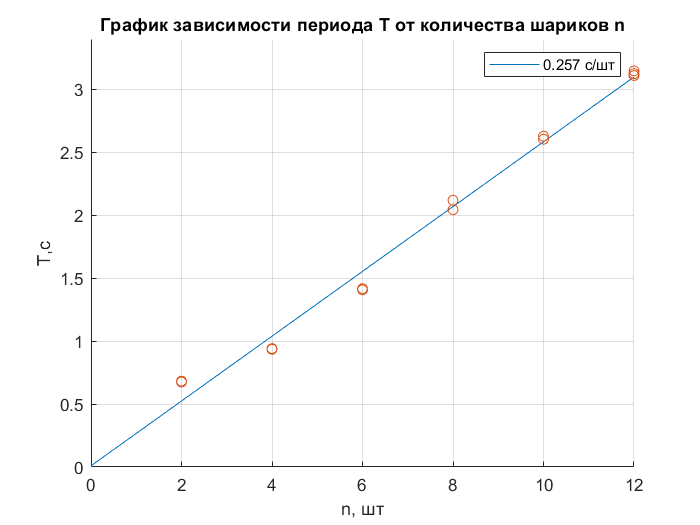 График зависимости периода T от количества шариков n
0.257 с/шт
3
2.5
2
1.5
1
0.5
0
T,с
0 2 4 6 8 10 12
n, шт